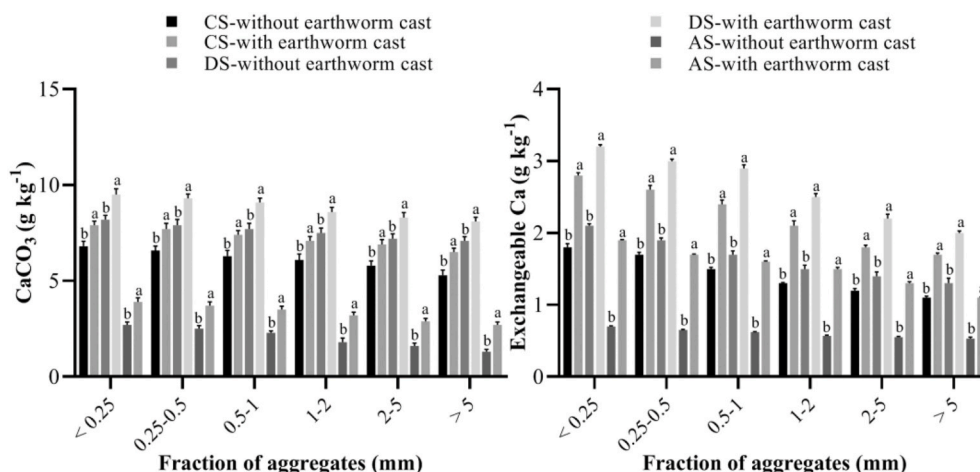 CS-without earthworm cast
CS-with earthworm cast
DS-without earthworm cast
DS-with earthworm cast
AS-without earthworm cast
AS-with earthworm cast
15
10
5
0
CaCO3 (g kg-1)
b a b a b a
b a b a b a
b a b a b a
b a b a b a
b a b a b a
b a b a b a
< 0.25
0.25-0.5
0.5-1
1-2
2-5
> 5
Fraction of aggregates (mm)
4
3
2
1
0
Exchangeable Ca (g kg-1)
b a b a b a
b a b a b a
b a b a b a
b a b a b a
b a b a b a
b a b a b a
< 0.25
0.25-0.5
0.5-1
1-2
2-5
> 5
Fraction of aggregates (mm)